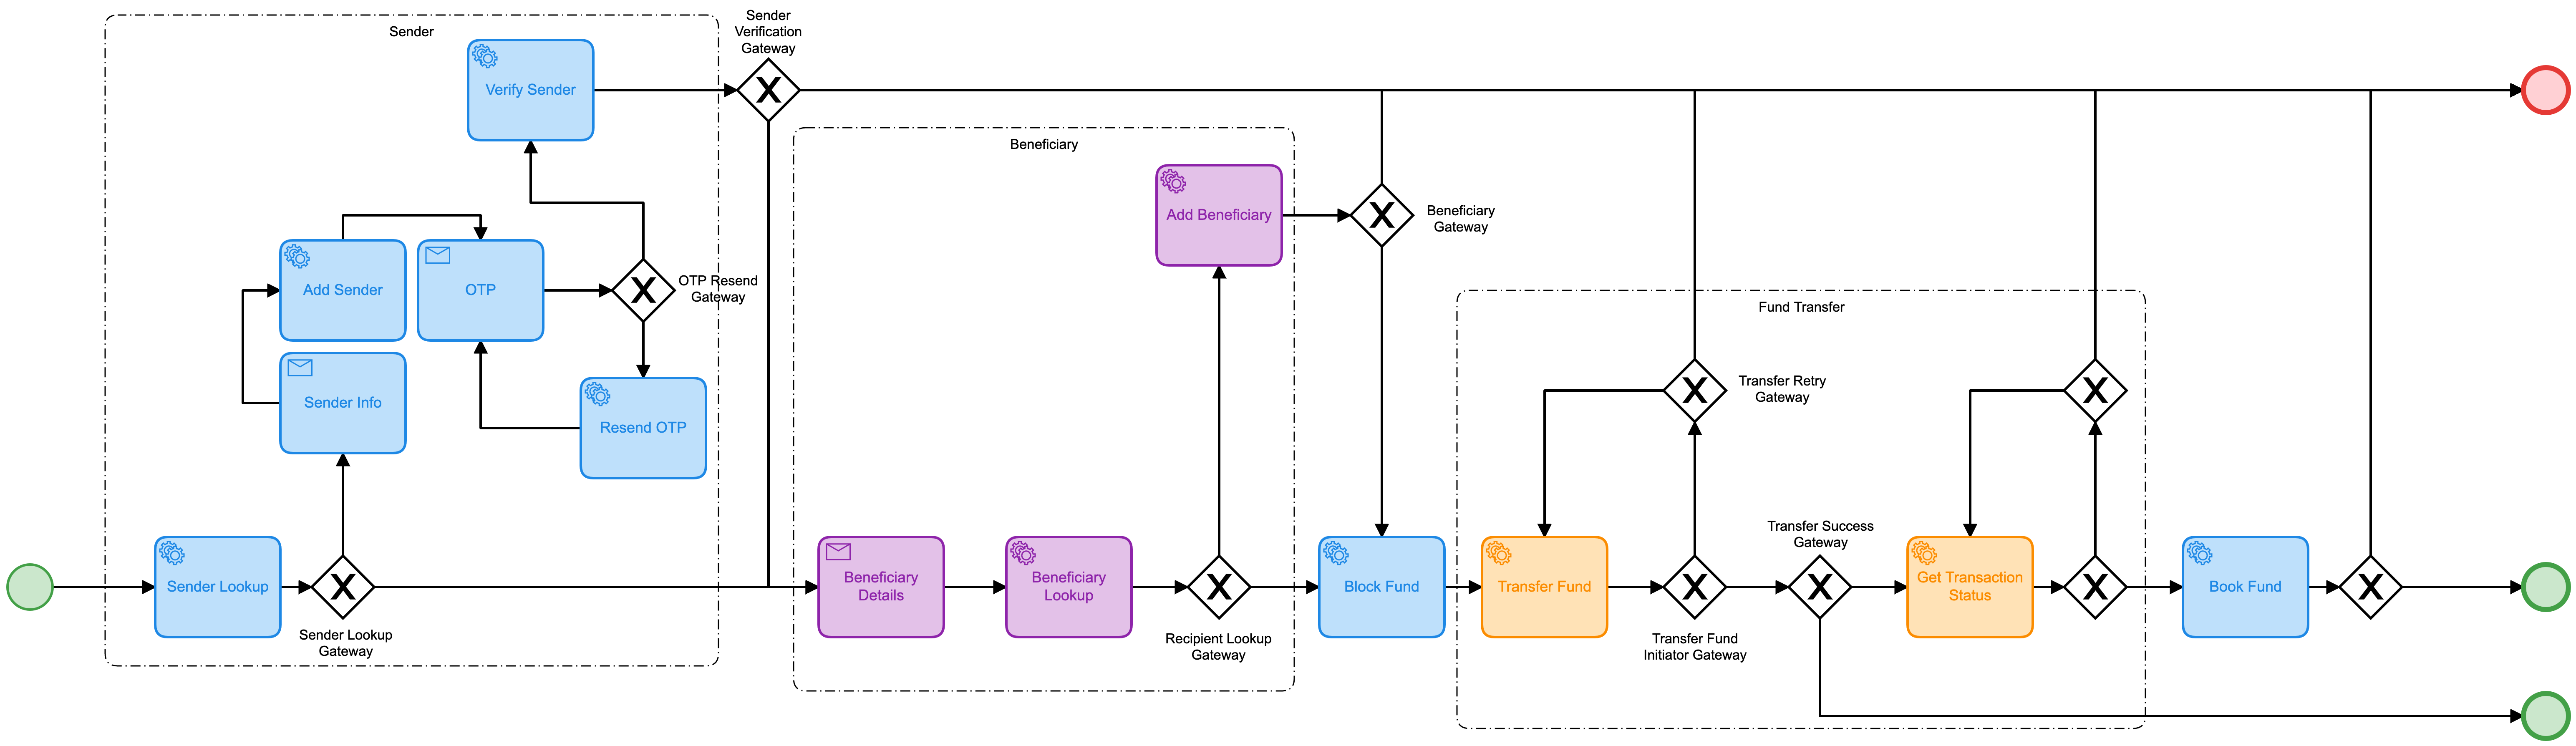 Sender
Verification
Gateway
Sender
Verify Sender
Beneficiary
Add Beneficiary
Beneficiary
Gateway
Add Sender
OTP
OTP Resend
Gateway
Fund Transfer
Sender Info
Resend OTP
Transfer Retry
Gateway
Transfer Success
Gateway
Sender Lookup
Beneficiary
Details
Beneficiary
Lookup
Block Fund
Transfer Fund
Get Transaction
Status
Book Fund
Sender Lookup
Gateway
Recipient Lookup
Gateway
Transfer Fund
Initiator Gateway